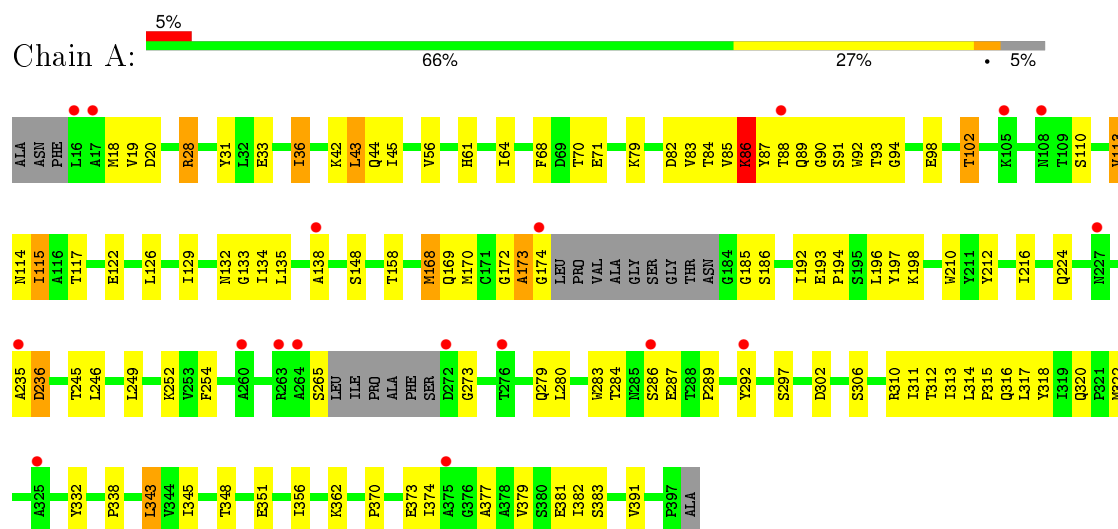 5%
Chain A:
66% 27% • 5%
ALA ASN PHE L16 A17 M18 V19 D20 R28 Y31 L32 E33 I36 K42 L43 Q44 I45 V56 H61 I64 F68 D69 T70 E71 K79 D82 V83 T84 V85 K86 Y87 T88 Q89 G90 S91 W92 T93 G94 E98 T102 K105 N108 T109 S110 V113
N114 I115 A116 T117 E122 L126 I129 N132 G133 I134 L135 A138 S148 T158 M168 Q169 M170 C171 G172 A173 G174 LEU PRO VAL ALA GLY SER GLY THR ASN G184 G185 S186 I192 E193 P194 S195 L196 Y197 K198 W210 Y211 Y212 I216 Q224 N227
A235 D236 T245 L246 L249 K252 V253 F254 A260 R263 A264 S265 LEU ILE PRO ALA PHE SER D272 G273 T276 Q279 L280 W283 T284 N285 S286 E287 T288 P289 Y292 S297 D302 S306 R310 I311 T312 I313 L314 P315 Q316 L317 Y318 I319 Q320 P321 M322
A325 Y332 P338 L343 V344 I345 T348 E351 I356 K362 P370 E373 I374 A375 G376 A377 A378 V379 S380 E381 I382 S383 V391 P397 ALA